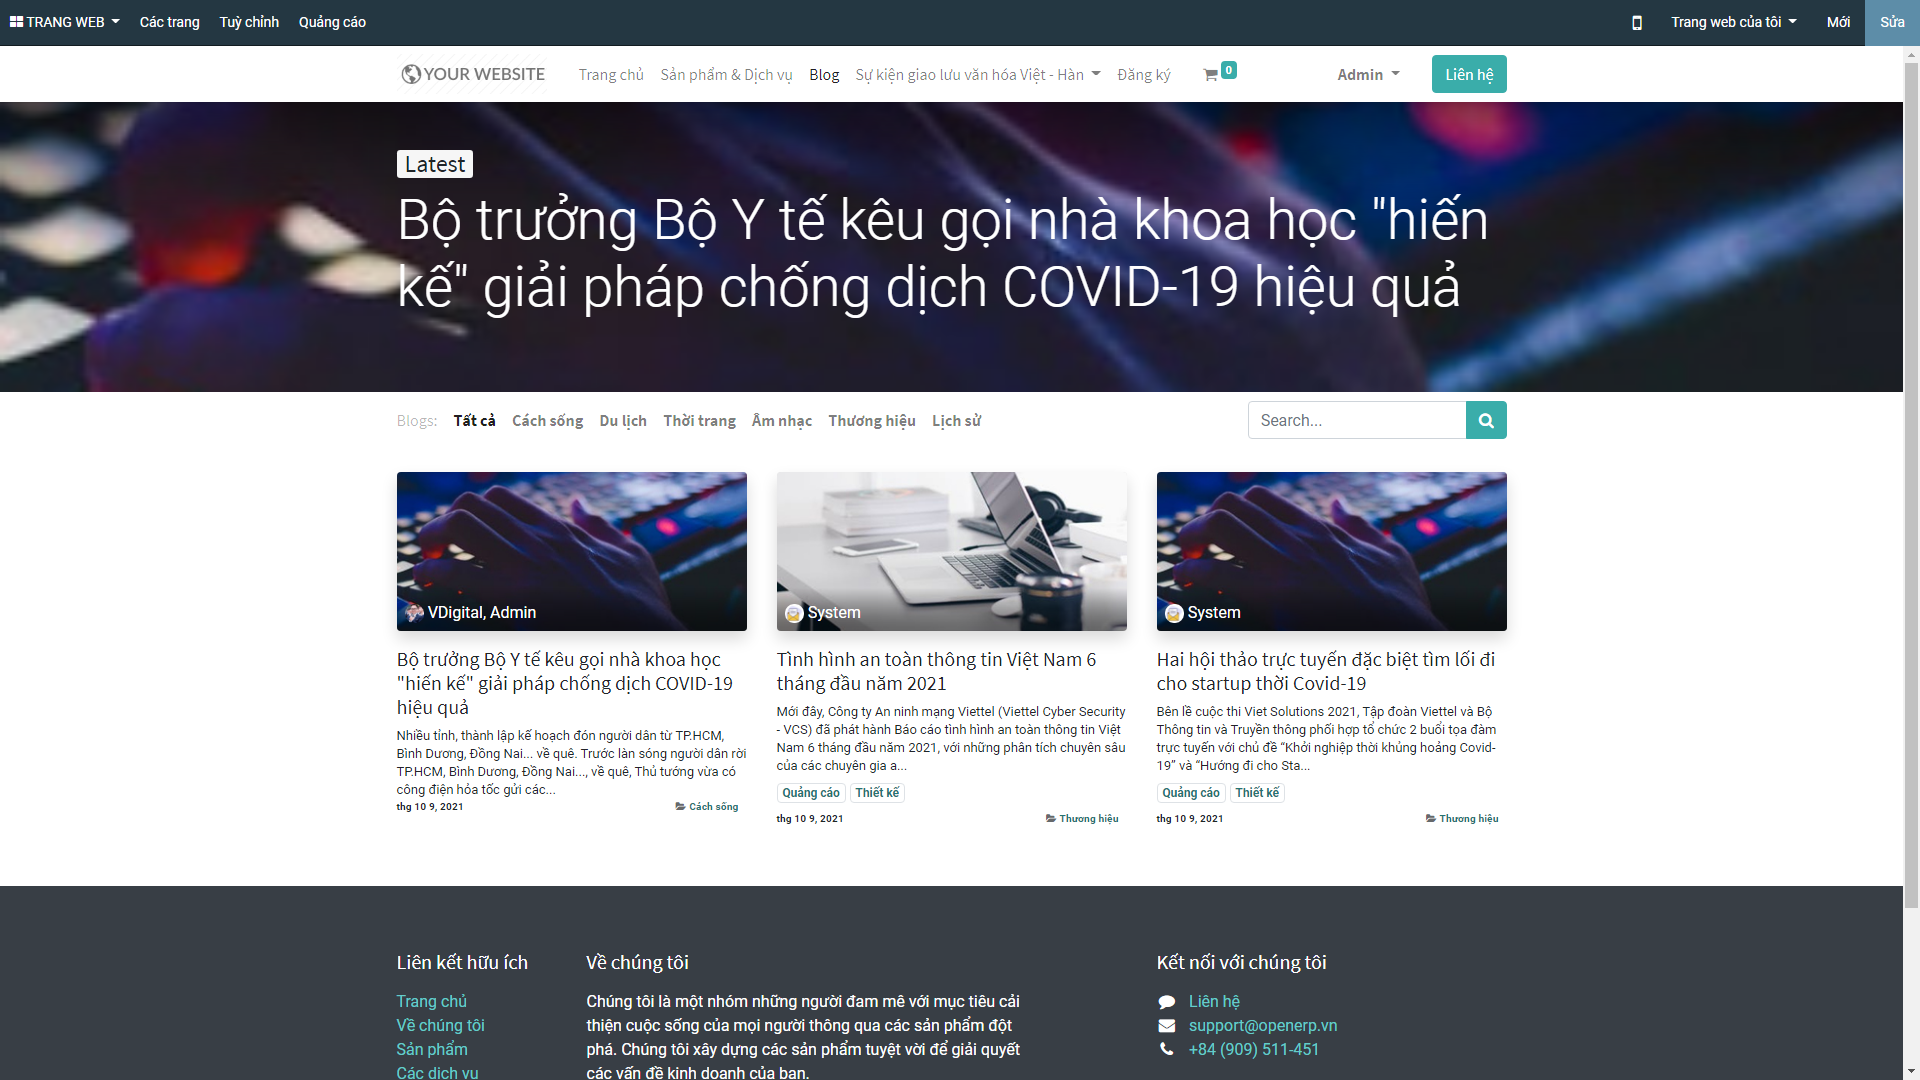 TRANG WEB Các trang Tuỳ chỉnh Quảng cáo Trang web của tôi Mới Sửa
YOUR WEBSITE Trang chủ Sản phẩm & Dịch vụ Blog Sự kiện giao lưu văn hóa Việt - Hàn Đăng ký 0 Admin Liên hệ
Latest
Bộ trưởng Bộ Y tế kêu gọi nhà khoa học "hiến
kế" giải pháp chống dịch COVID-19 hiệu quả
Blogs: Tất cả Cách sống Du lịch Thời trang Âm nhạc Thương hiệu Lịch sử Search...
VDigital, Admin
Bộ trưởng Bộ Y tế kêu gọi nhà khoa học
"hiến kế" giải pháp chống dịch COVID-19
hiệu quả
Nhiều tỉnh, thành lập kế hoạch đón người dân từ TP.HCM,
Bình Dương, Đồng Nai... về quê. Trước làn sóng người dân rời
TP.HCM, Bình Dương, Đồng Nai..., về quê, Thủ tướng vừa có
công điện hỏa tốc gửi các...
thg 10 9, 2021 Cách sống
System
Tình hình an toàn thông tin Việt Nam 6
tháng đầu năm 2021
Mới đây, Công ty An ninh mạng Viettel (Viettel Cyber Security
- VCS) đã phát hành Báo cáo tình hình an toàn thông tin Việt
Nam 6 tháng đầu năm 2021, với những phân tích chuyên sâu
của các chuyên gia a...
Quảng cáo Thiết kế
thg 10 9, 2021 Thương hiệu
System
Hai hội thảo trực tuyến đặc biệt tìm lối đi
cho startup thời Covid-19
Bên lề cuộc thi Viet Solutions 2021, Tập đoàn Viettel và Bộ
Thông tin và Truyền thông phối hợp tổ chức 2 buổi tọa đàm
trực tuyến với chủ đề “Khởi nghiệp thời khủng hoảng Covid-
19” và “Hướng đi cho Sta...
Quảng cáo Thiết kế
thg 10 9, 2021 Thương hiệu
Liên kết hữu ích
Trang chủ
Về chúng tôi
Sản phẩm
Các dịch vụ
Về chúng tôi
Chúng tôi là một nhóm những người đam mê với mục tiêu cải
thiện cuộc sống của mọi người thông qua các sản phẩm đột
phá. Chúng tôi xây dựng các sản phẩm tuyệt vời để giải quyết
các vấn đề kinh doanh của bạn.
Kết nối với chúng tôi
Liên hệ
support@openerp.vn
+84 (909) 511-451